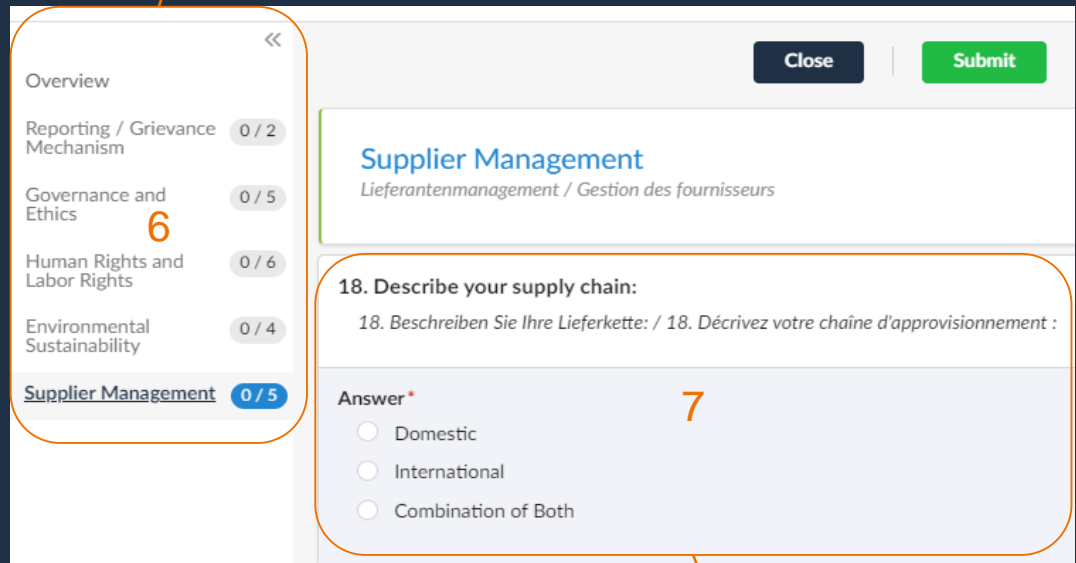 «
Overview
Reporting / Grievance
Mechanism
0 / 2
Governance and
Ethics
0 / 5
6
Human Rights and
Labor Rights
0 / 6
Environmental
Sustainability
0 / 4
Supplier Management
0 / 5
Close
Submit
Supplier Management
Lieferantenmanagement / Gestion des fournisseurs
18. Describe your supply chain:
18. Beschreiben Sie Ihre Lieferkette: / 18. Décrivez votre chaîne d'approvisionnement :
Answer*
7
Domestic
International
Combination of Both